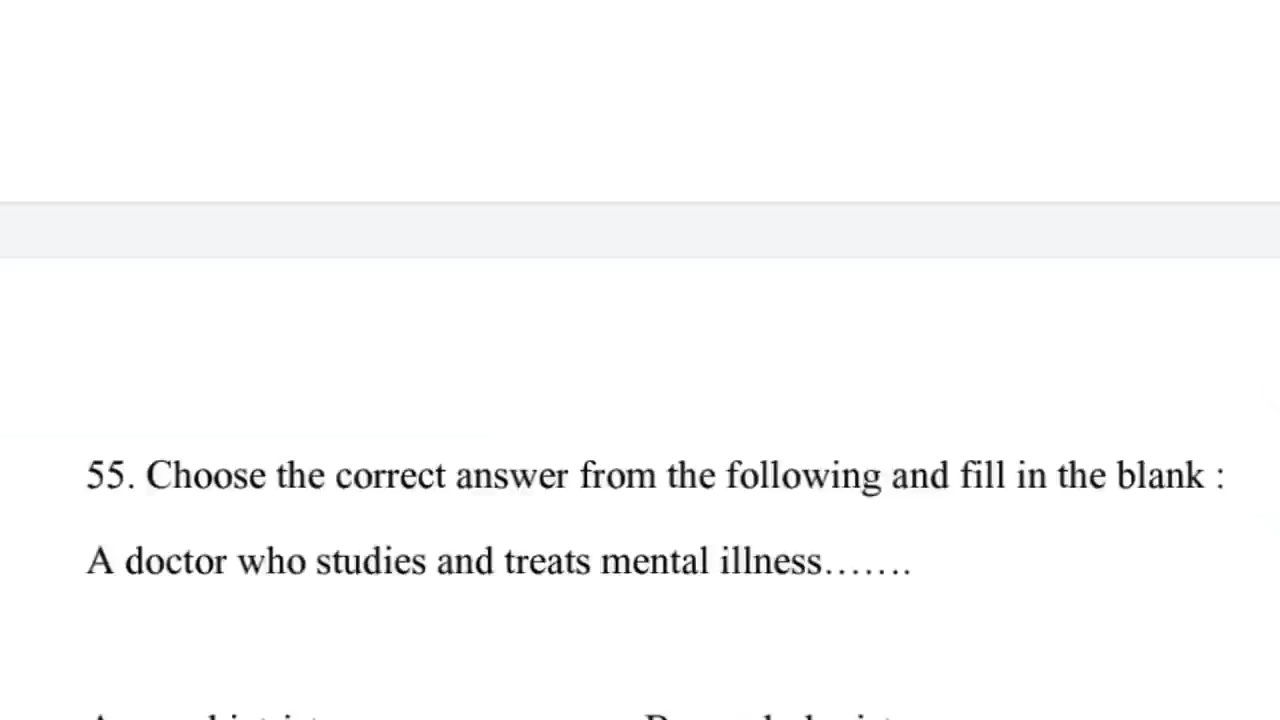 55. Choose the correct answer from the following and fill in the blank :
A doctor who studies and treats mental illness…….